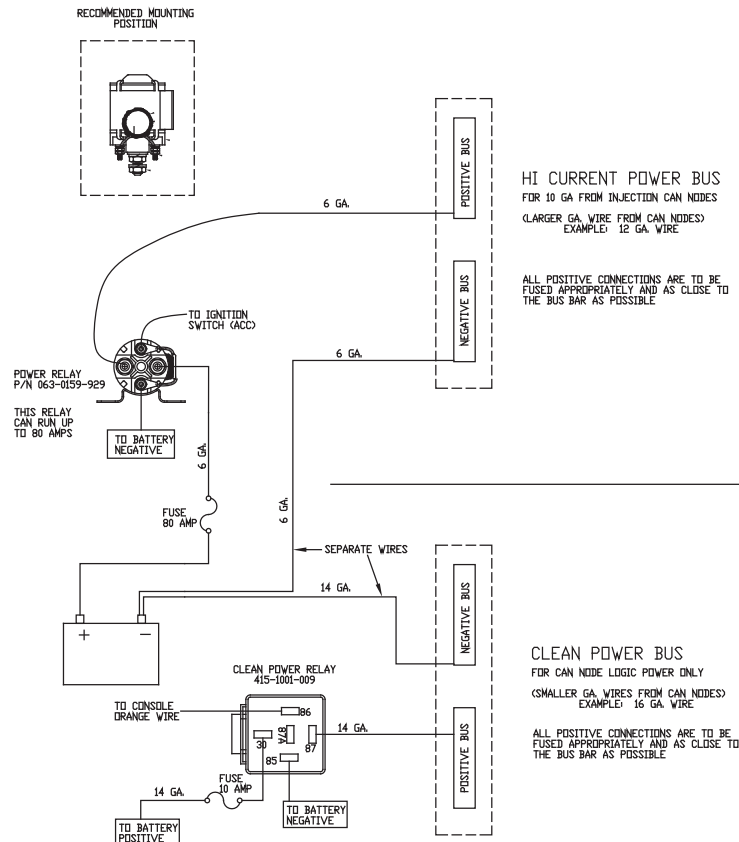 RECOMMENDED MOUNTING
POSITION
POSITIVE BUS
HI CURRENT POWER BUS
FOR 10 GA FROM INJECTION CAN NODES
(LARGER GA. WIRE FROM CAN NODES)
EXAMPLE: 12 GA. WIRE
6 GA.
NEGATIVE BUS
ALL POSITIVE CONNECTIONS ARE TO BE
FUSED APPROPRIATELY AND AS CLOSE TO
THE BUS BAR AS POSSIBLE
TO IGNITION
SWITCH (ACC)
6 GA.
POWER RELAY
P/N 063-0159-929
THIS RELAY
CAN RUN UP
TO 80 AMPS
TO BATTERY
NEGATIVE
6 GA.
FUSE
80 AMP
6 GA.
SEPARATE WIRES
14 GA.
NEGATIVE BUS
+ -
CLEAN POWER BUS
FOR CAN NODE LOGIC POWER ONLY
(SMALLER GA. WIRES FROM CAN NODES)
EXAMPLE: 16 GA. WIRE
CLEAN POWER RELAY
415-1001-009
TO CONSOLE
ORANGE WIRE
86
87A
30
87
85
14 GA.
POSITIVE BUS
ALL POSITIVE CONNECTIONS ARE TO BE
FUSED APPROPRIATELY AND AS CLOSE TO
THE BUS BAR AS POSSIBLE
FUSE
10 AMP
14 GA.
TO BATTERY
NEGATIVE
TO BATTERY
POSITIVE